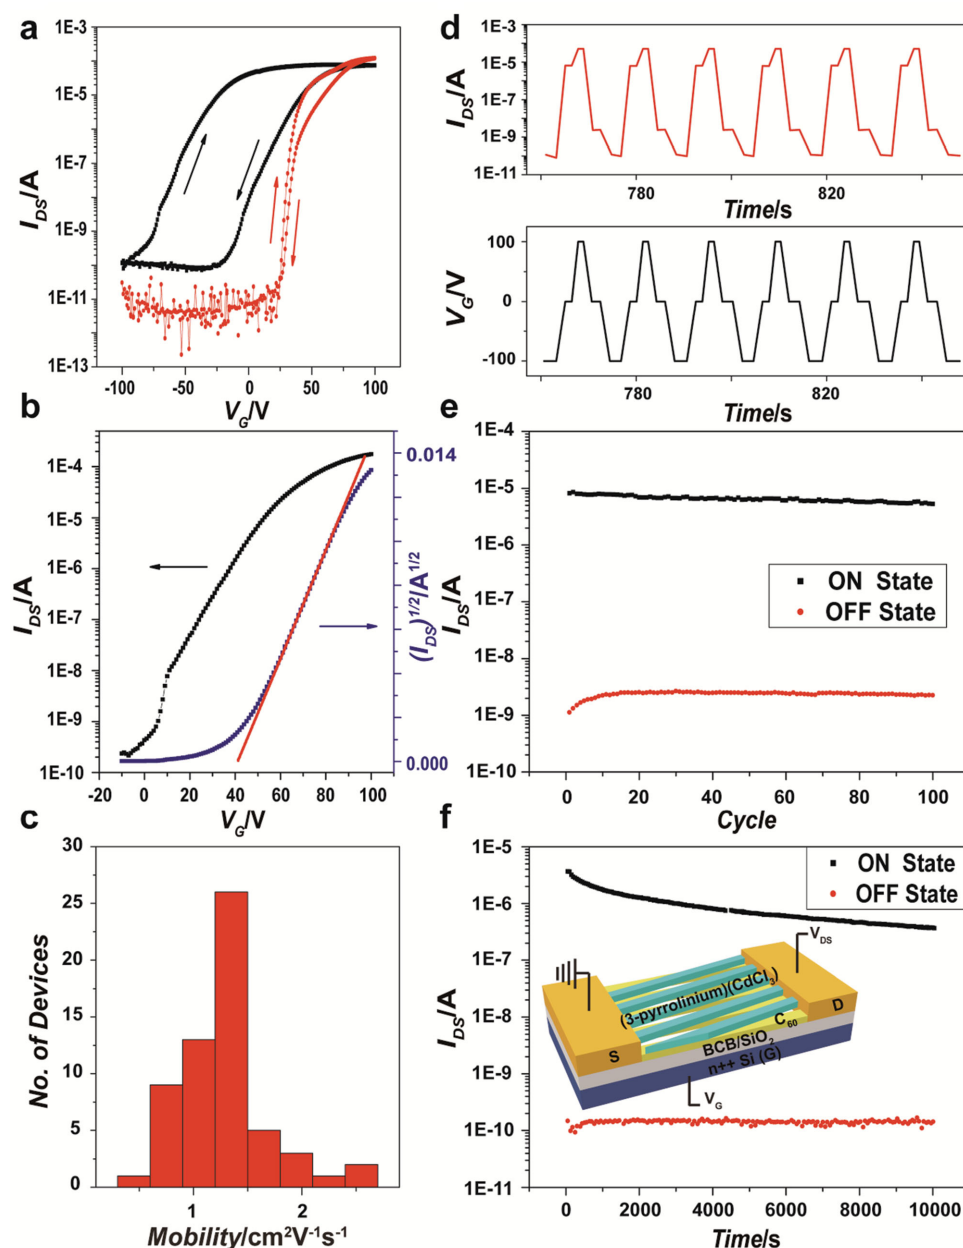 a
1E-3
1E-5
1E-7
1E-9
1E-11
1E-13
I_DS/A
-100 -50 0 50 100
V_G/V
b
1E-4
1E-5
1E-6
1E-7
1E-8
1E-9
1E-10
I_DS/A
0.014
0.000
(I_DS)^1/2/A^1/2
-20 0 20 40 60 80 100
V_G/V
c
30
25
20
15
10
5
0
No. of Devices
1 2
Mobility/cm²V⁻¹s⁻¹
d
1E-3
1E-5
1E-7
1E-9
1E-11
I_DS/A
780 820
Time/s
100
0
-100
V_G/V
780 820
Time/s
e
1E-4
1E-5
1E-6
1E-7
1E-8
1E-9
1E-10
I_DS/A
ON State
OFF State
0 20 40 60 80 100
Cycle
f
1E-5
1E-6
1E-7
1E-8
1E-9
1E-10
1E-11
I_DS/A
ON State
OFF State
V_DS
(3-pyrrolinium)(CdCl₃)
C₆₀
D
S
BCB/SiO₂
n++ Si (G)
V_G
0 2000 4000 6000 8000 10000
Time/s